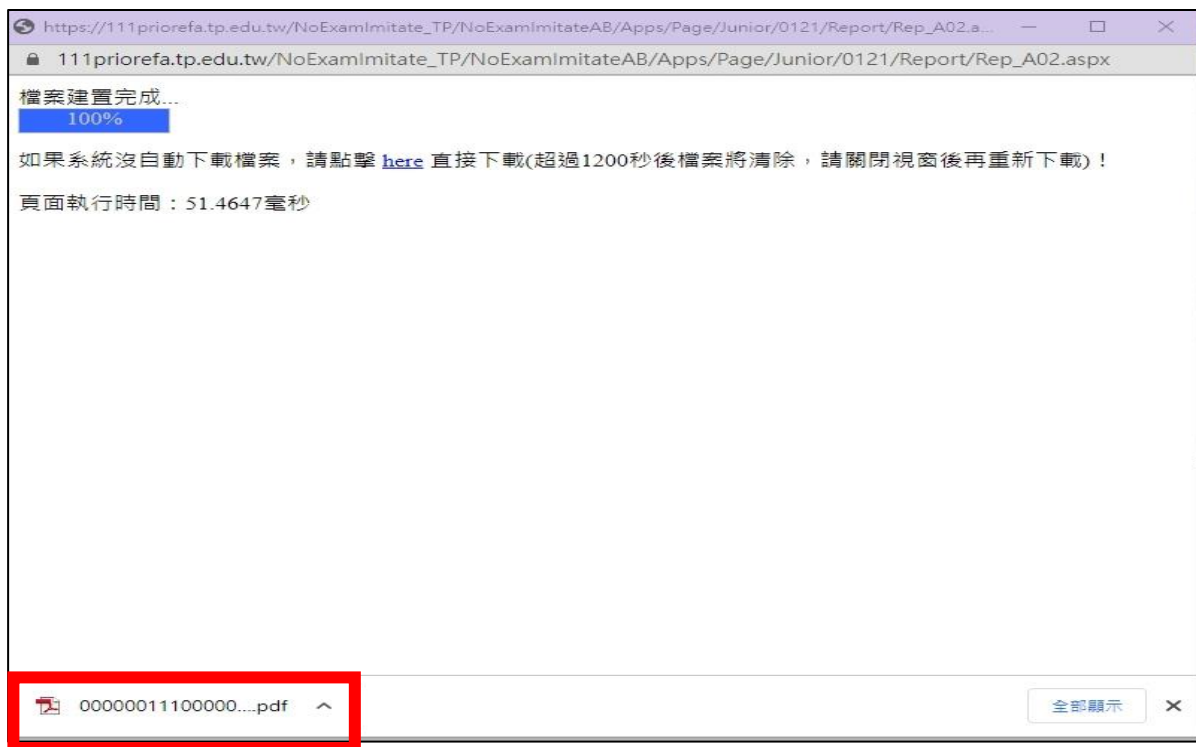 https://111priorefa.tp.edu.tw/NoExamImitate_TP/NoExamImitateAB/Apps/Page/Junior/0121/Report/Rep_A02.a...
111priorefa.tp.edu.tw/NoExamImitate_TP/NoExamImitateAB/Apps/Page/Junior/0121/Report/Rep_A02.aspx
檔案建置完成...
100%
如果系統沒自動下載檔案，請點擊 here 直接下載(超過1200秒後檔案將清除，請關閉視窗後再重新下載)！
頁面執行時間：51.4647毫秒
00000011100000....pdf
全部顯示